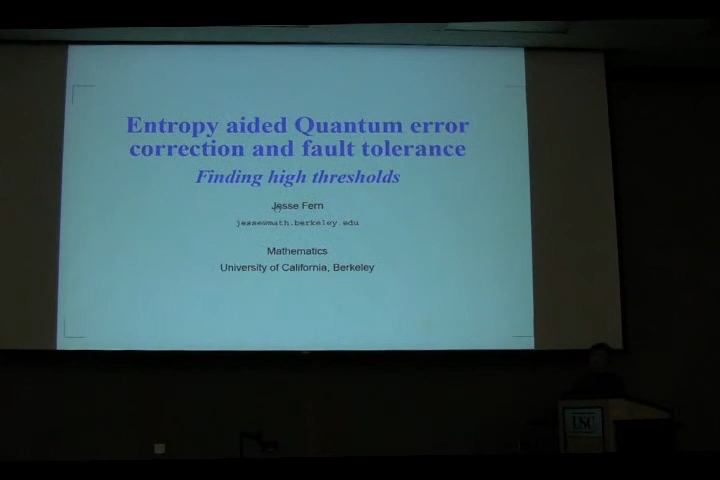 Entropy aided Quantum error
correction and fault tolerance
Finding high thresholds
Jesse Fern
jesse@math.berkeley.edu
Mathematics
University of California, Berkeley
USC